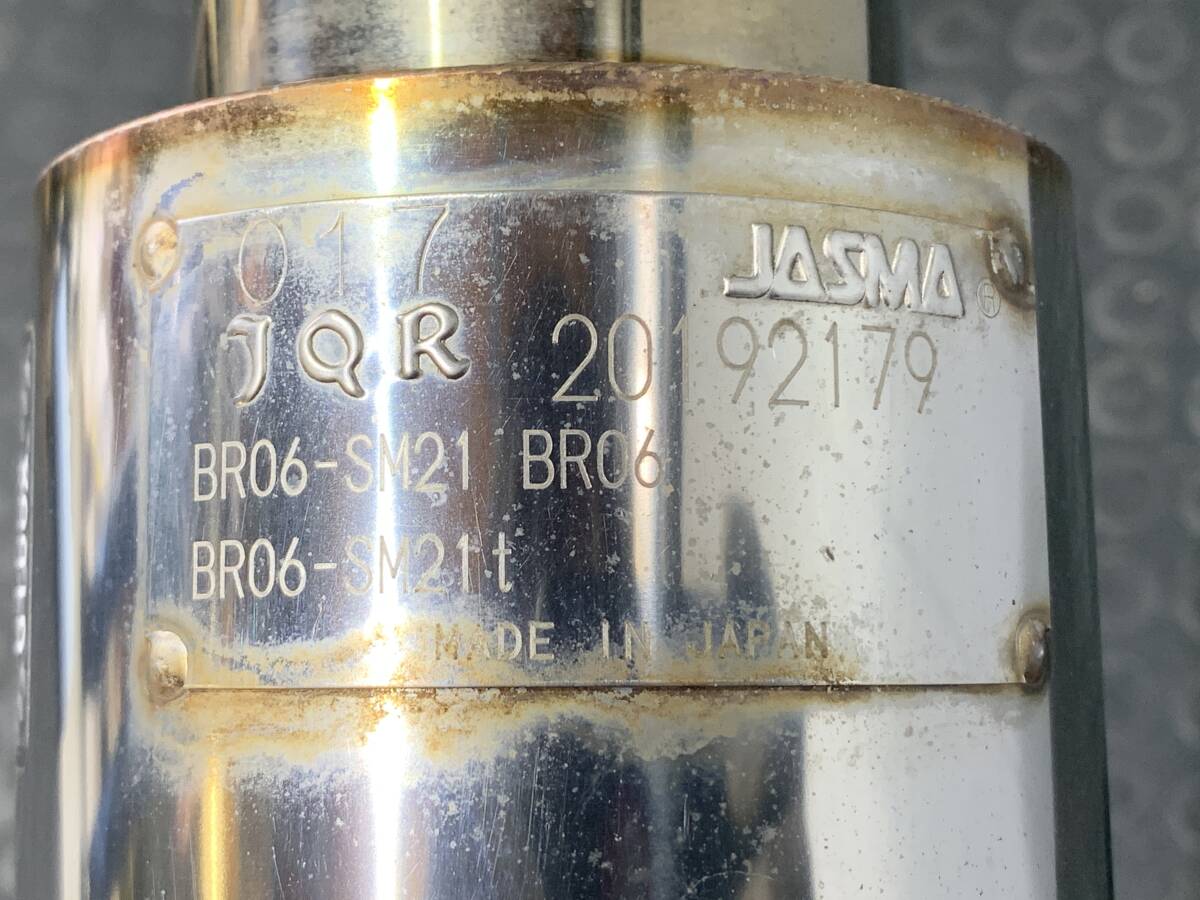 017
JASMA ®
JQR 20192179
BR06-SM21 BR06
BR06-SM21t
MADE IN JAPAN